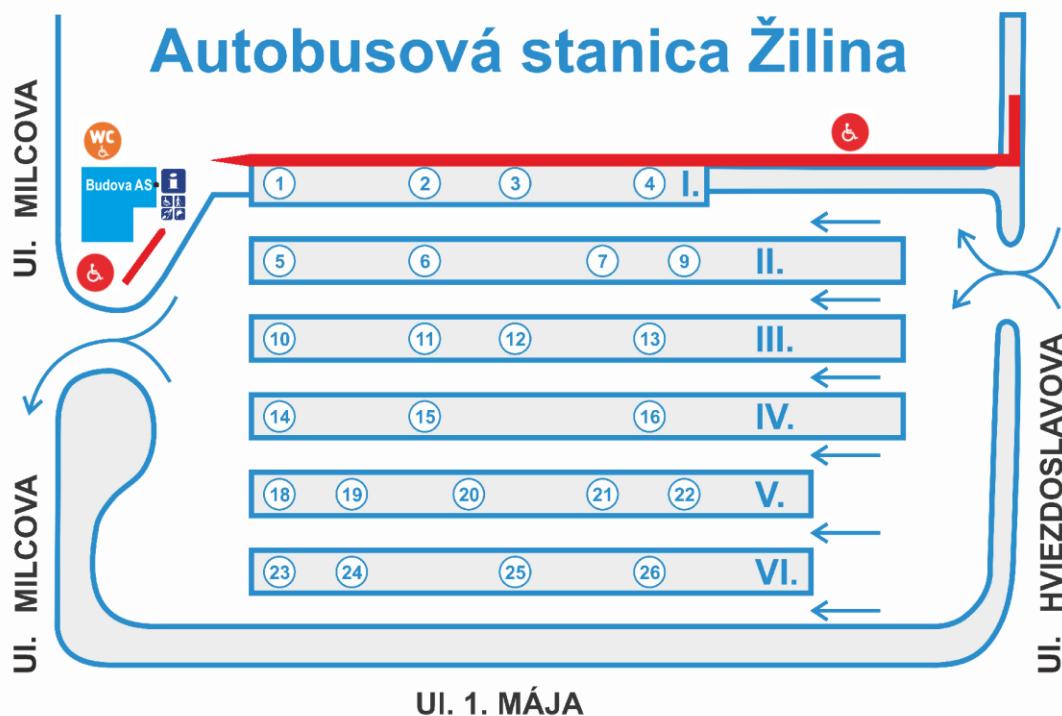 Autobusová stanica Žilina
Ul. MILCOVA
WC
Budova AS
i
1 2 3 4 I.
5 6 7 9 II.
10 11 12 13 III.
14 15 16 IV.
18 19 20 21 22 V.
23 24 25 26 VI.
Ul. MILCOVA
Ul. HVIEZDOSLAVOVA
Ul. 1. MÁJA